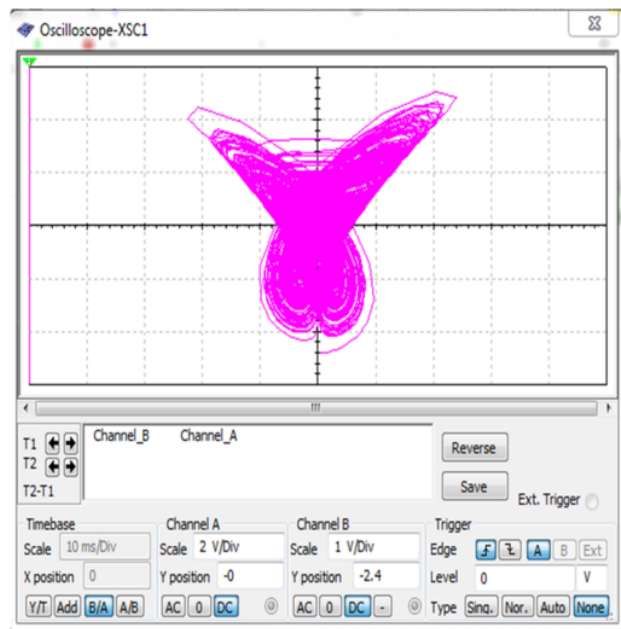 Oscilloscope-XSC1
T1
T2
T2-T1
Channel_B Channel_A
Reverse
Save
Ext. Trigger
Timebase
Scale 10 ms/Div
X position 0
Y/T Add B/A A/B
Channel A
Scale 2 V/Div
Y position -0
AC 0 DC
Channel B
Scale 1 V/Div
Y position -2.4
AC 0 DC -
Trigger
Edge A B Ext
Level 0 V
Type Sing. Nor. Auto None